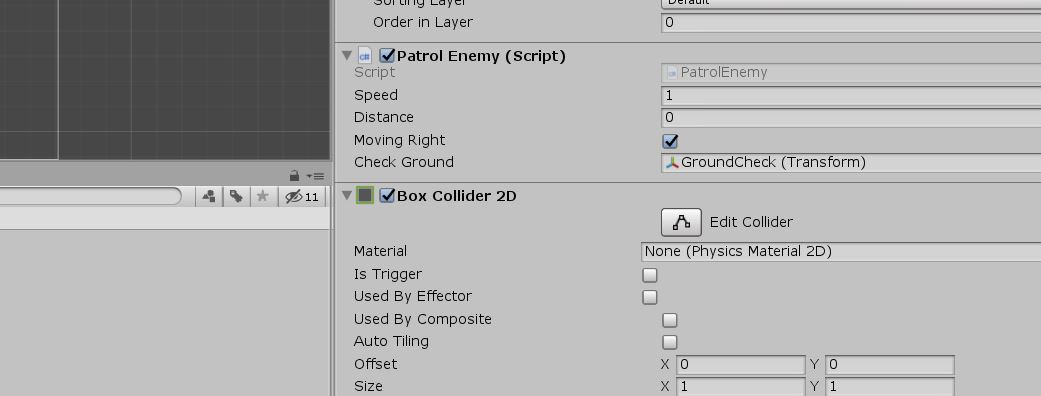 Sorting Layer
Default
Order in Layer
0
Patrol Enemy (Script)
Script
PatrolEnemy
Speed
1
Distance
0
Moving Right
Check Ground
GroundCheck (Transform)
11
Box Collider 2D
Edit Collider
Material
None (Physics Material 2D)
Is Trigger
Used By Effector
Used By Composite
Auto Tiling
Offset
X 0
Y 0
Size
X 1
Y 1